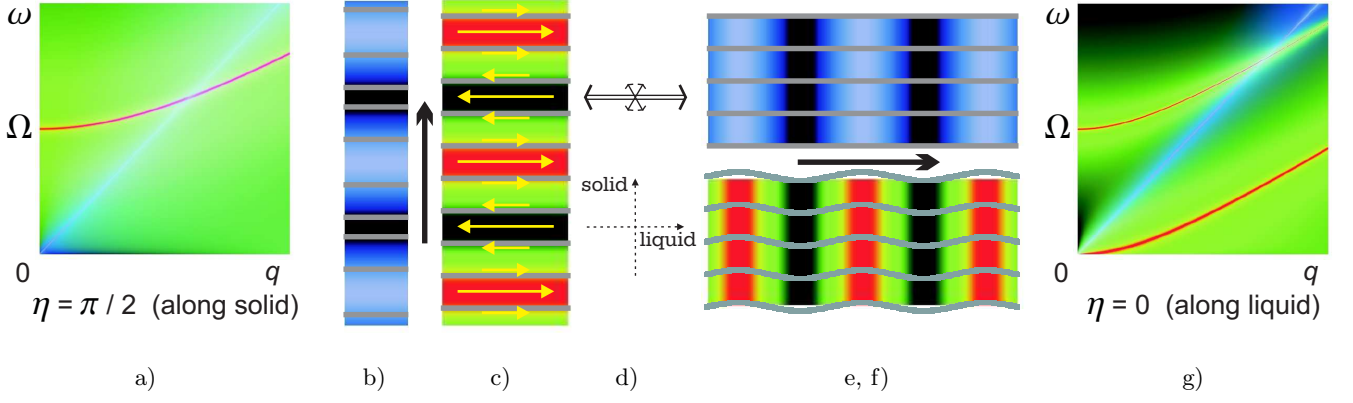 ω
Ω
0
q
η = π / 2 (along solid)
solid
liquid
ω
Ω
0
q
η = 0 (along liquid)
a)
b)
c)
d)
e, f)
g)